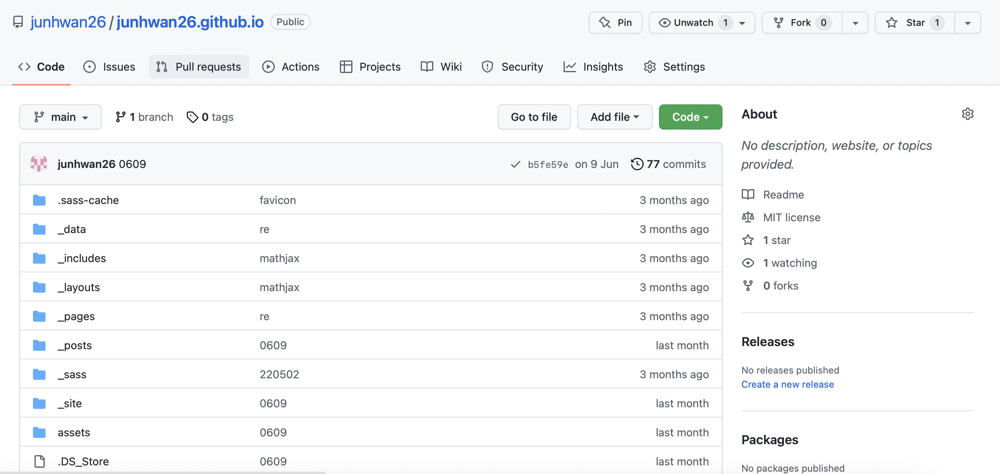 junhwan26 / junhwan26.github.io Public Pin Unwatch 1 Fork 0 Star 1
Code Issues Pull requests Actions Projects Wiki Security Insights Settings
main 1 branch 0 tags Go to file Add file Code
junhwan26 0609 b5fe59e on 9 Jun 77 commits
.sass-cache favicon 3 months ago
_data re 3 months ago
_includes mathjax 3 months ago
_layouts mathjax 3 months ago
_pages re 3 months ago
_posts 0609 last month
_sass 220502 3 months ago
_site 0609 last month
assets 0609 last month
.DS_Store 0609 last month
About
No description, website, or topics
provided.
Readme
MIT license
1 star
1 watching
0 forks
Releases
No releases published
Create a new release
Packages
No packages published